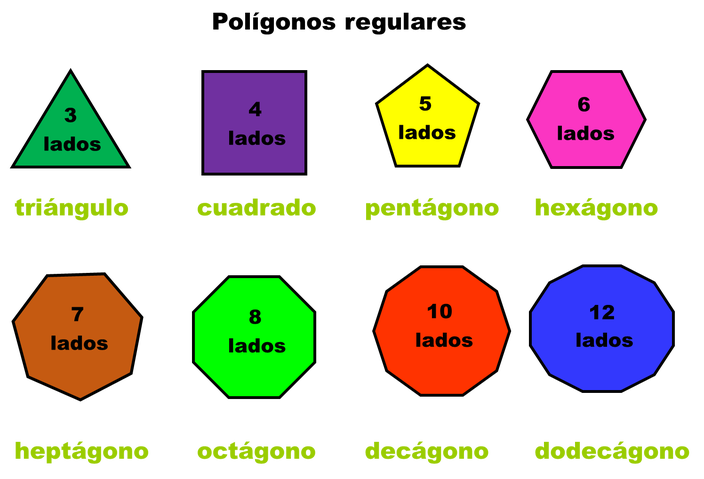 Polígonos regulares
3
lados
4
lados
5
lados
6
lados
triángulo
cuadrado
pentágono
hexágono
7
lados
8
lados
10
lados
12
lados
heptágono
octágono
decágono
dodecágono